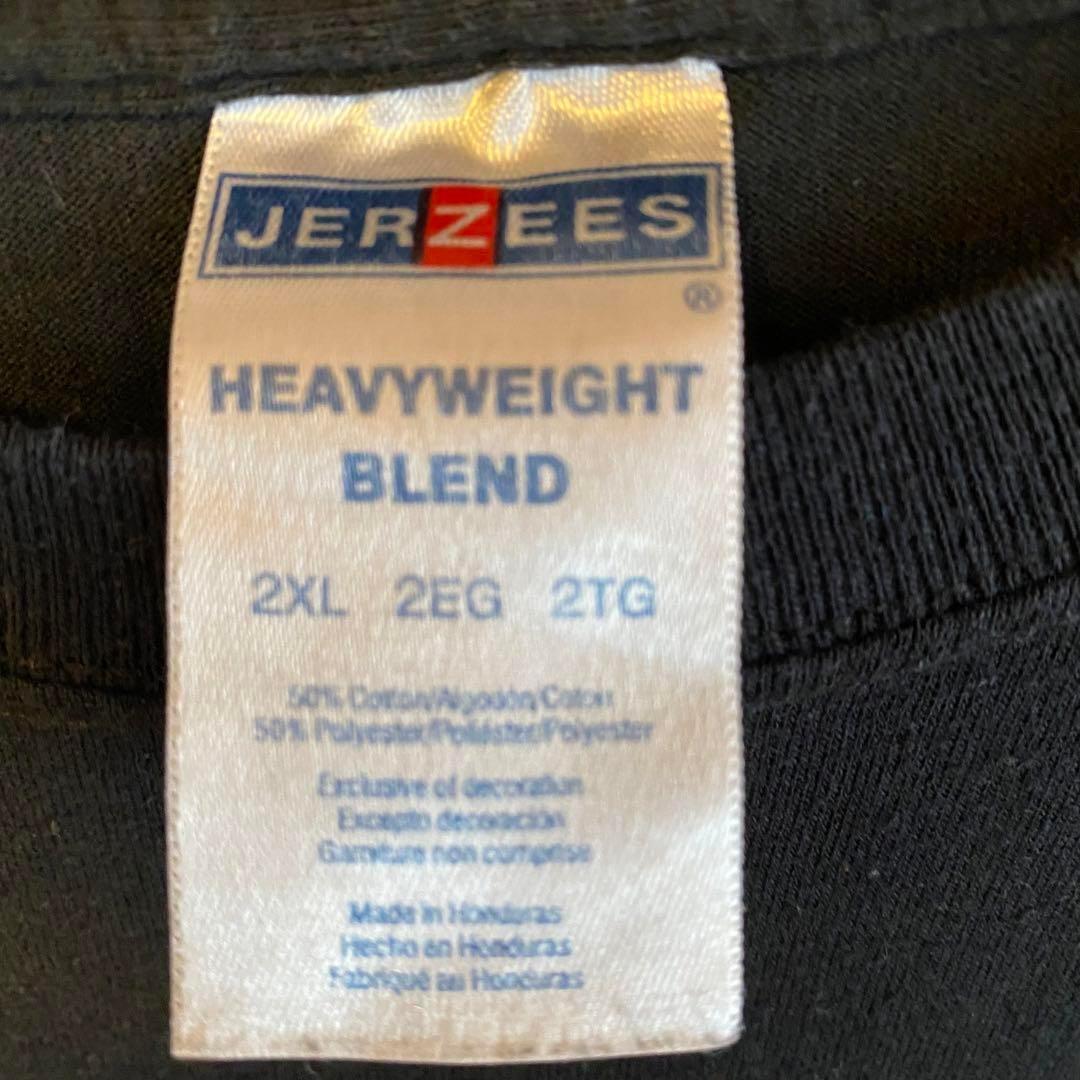 JERZEES
®
HEAVYWEIGHT
BLEND
2XL 2EG 2TG
50% Cotton/Algodón/Coton
50% Polyester/Poliéster/Polyester
Exclusive of decoration
Excepto decoración
Garniture non comprise
Made in Honduras
Hecho en Honduras
Fabriqué au Honduras